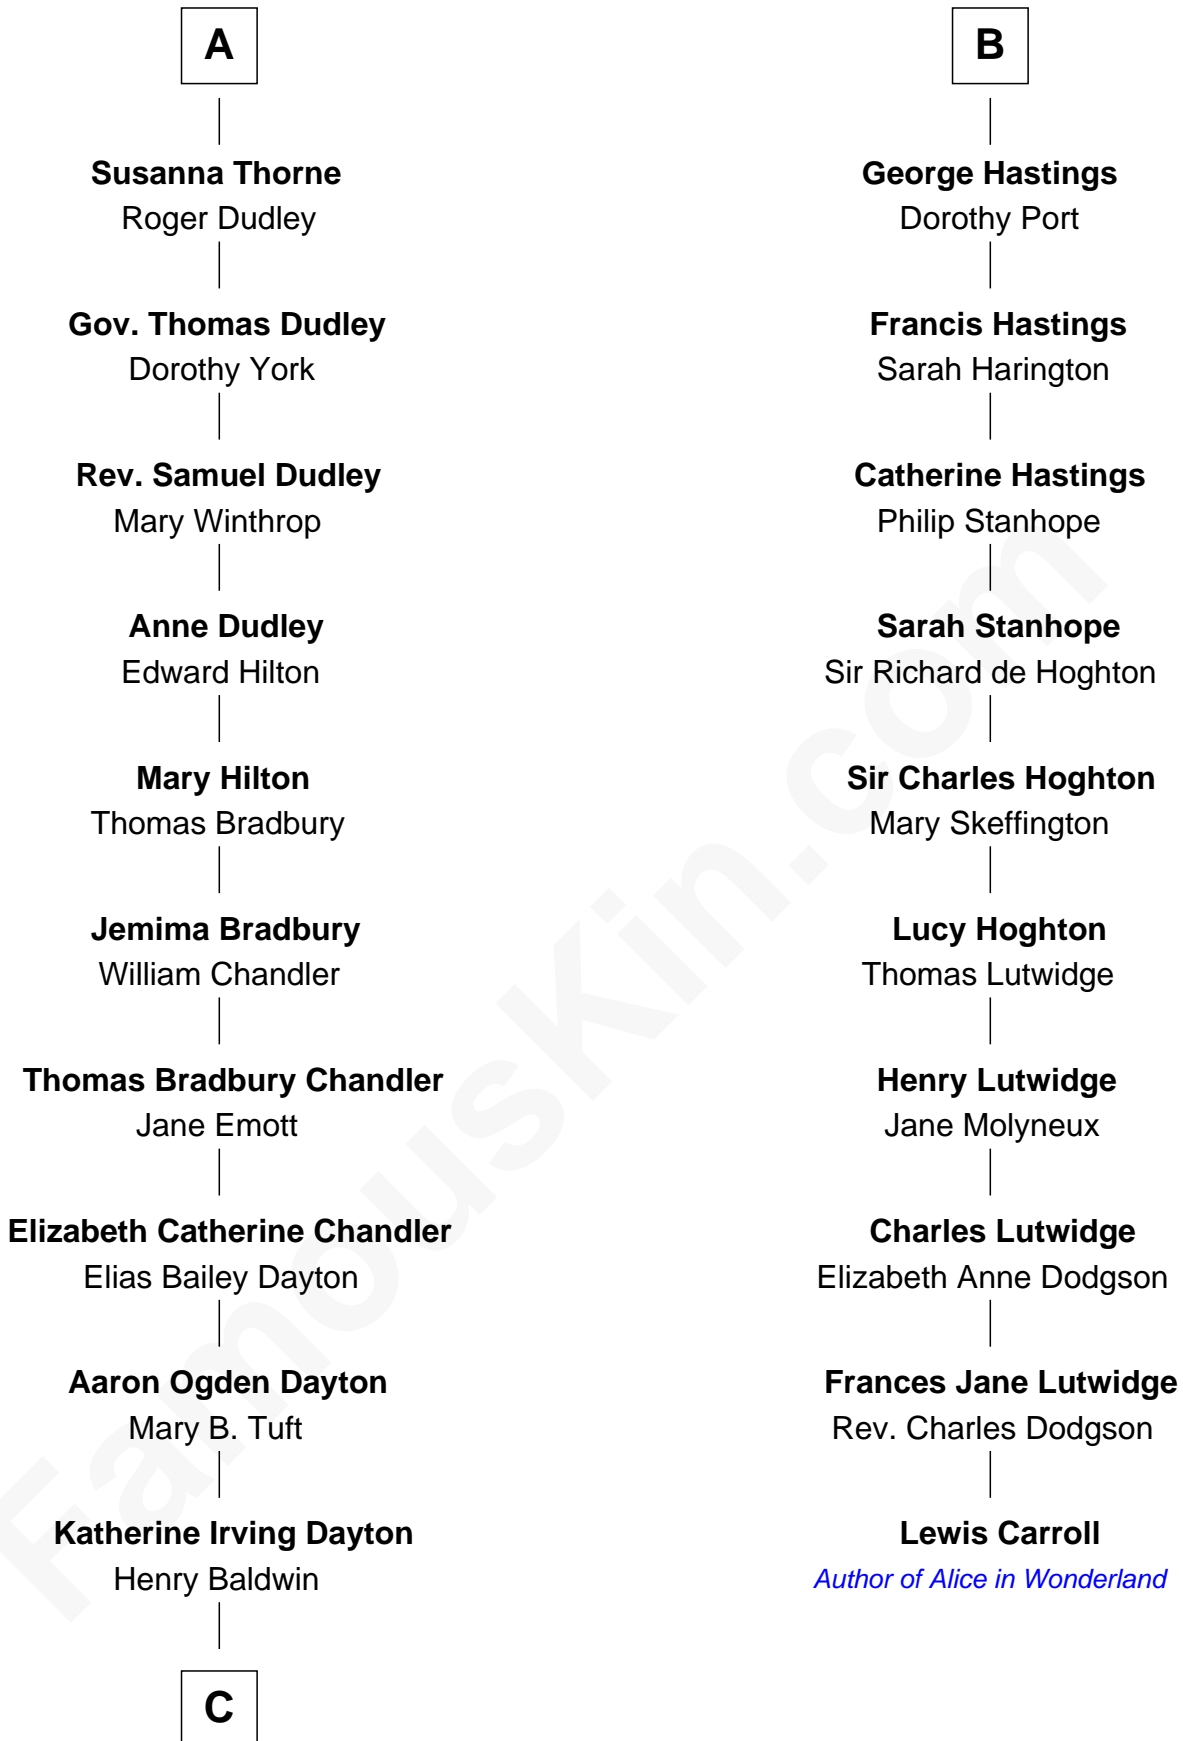 A
Susanna Thorne
Roger Dudley
Gov. Thomas Dudley
Dorothy York
Rev. Samuel Dudley
Mary Winthrop
Anne Dudley
Edward Hilton
Mary Hilton
Thomas Bradbury
Jemima Bradbury
William Chandler
Thomas Bradbury Chandler
Jane Emott
Elizabeth Catherine Chandler
Elias Bailey Dayton
Aaron Ogden Dayton
Mary B. Tuft
Katherine Irving Dayton
Henry Baldwin
C
B
George Hastings
Dorothy Port
Francis Hastings
Sarah Harington
Catherine Hastings
Philip Stanhope
Sarah Stanhope
Sir Richard de Hoghton
Sir Charles Hoghton
Mary Skeffington
Lucy Hoghton
Thomas Lutwidge
Henry Lutwidge
Jane Molyneux
Charles Lutwidge
Elizabeth Anne Dodgson
Frances Jane Lutwidge
Rev. Charles Dodgson
Lewis Carroll
Author of Alice in Wonderland
FamousKin.com